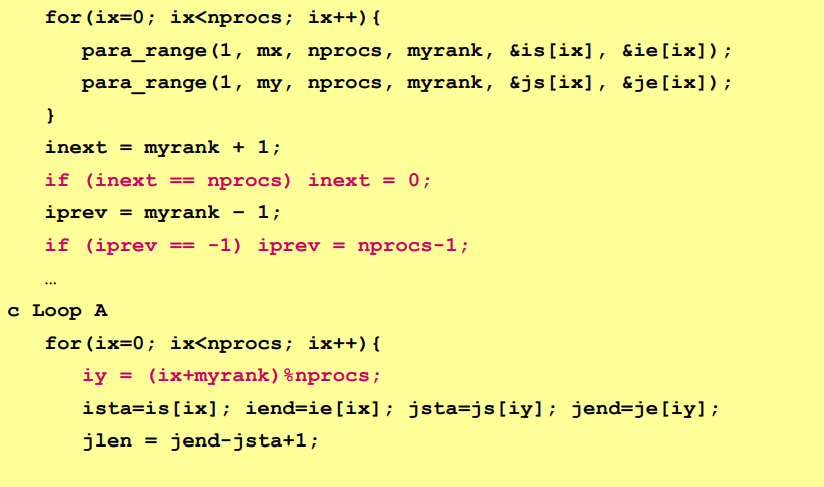 for(ix=0; ix<nprocs; ix++){
para_range(1, mx, nprocs, myrank, &is[ix], &ie[ix]);
para_range(1, my, nprocs, myrank, &js[ix], &je[ix]);
}
inext = myrank + 1;
if (inext == nprocs) inext = 0;
iprev = myrank – 1;
if (iprev == -1) iprev = nprocs-1;
…
c Loop A
for(ix=0; ix<nprocs; ix++){
iy = (ix+myrank)%nprocs;
ista=is[ix]; iend=ie[ix]; jsta=js[iy]; jend=je[iy];
jlen = jend-jsta+1;